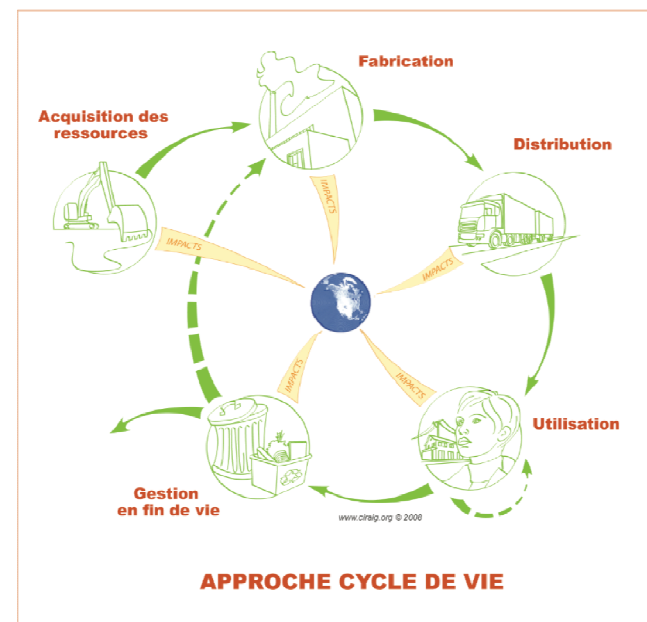 Fabrication
Acquisition des
ressources
Distribution
IMPACTS
IMPACTS
IMPACTS
IMPACTS
IMPACTS
Utilisation
Gestion
en fin de vie
www.ciraig.org © 2008
APPROCHE CYCLE DE VIE